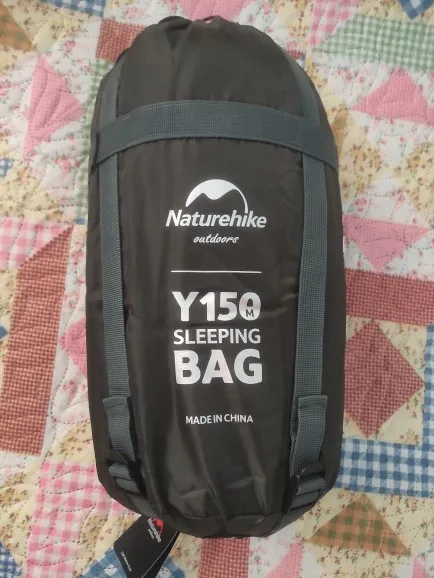 Naturehike
outdoors
Y150
M
SLEEPING
BAG
MADE IN CHINA